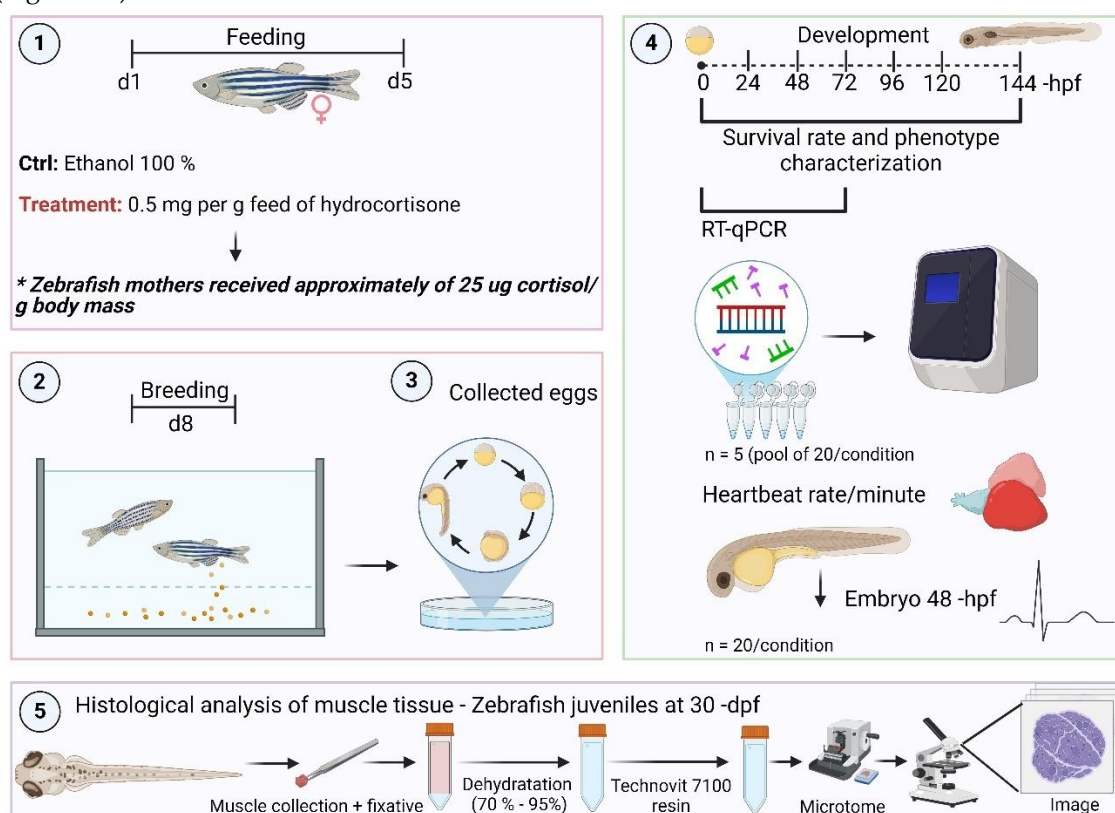 1
Feeding
d1
d5
Ctrl: Ethanol 100 %
Treatment: 0.5 mg per g feed of hydrocortisone
* Zebrafish mothers received approximately of 25 ug cortisol/
g body mass
2
Breeding
d8
3
Collected eggs
4
Development
0 24 48 72 96 120 144 -hpf
Survival rate and phenotype
characterization
RT-qPCR
n = 5 (pool of 20/condition
Heartbeat rate/minute
Embryo 48 -hpf
n = 20/condition
5
Histological analysis of muscle tissue - Zebrafish juveniles at 30 -dpf
Muscle collection + fixative
Dehydratation
(70 % - 95%)
Technovit 7100
resin
Microtome
Image